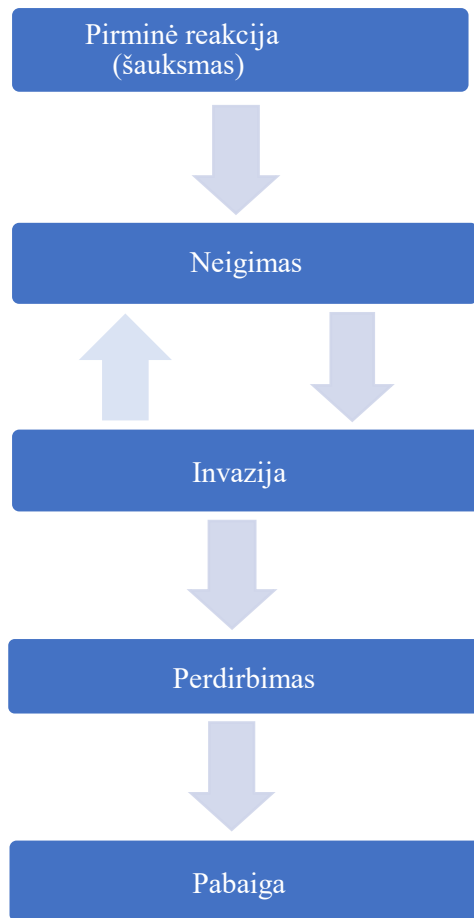 Pirminė reakcija
(šauksmas)
Neigimas
Invazija
Perdirbimas
Pabaiga